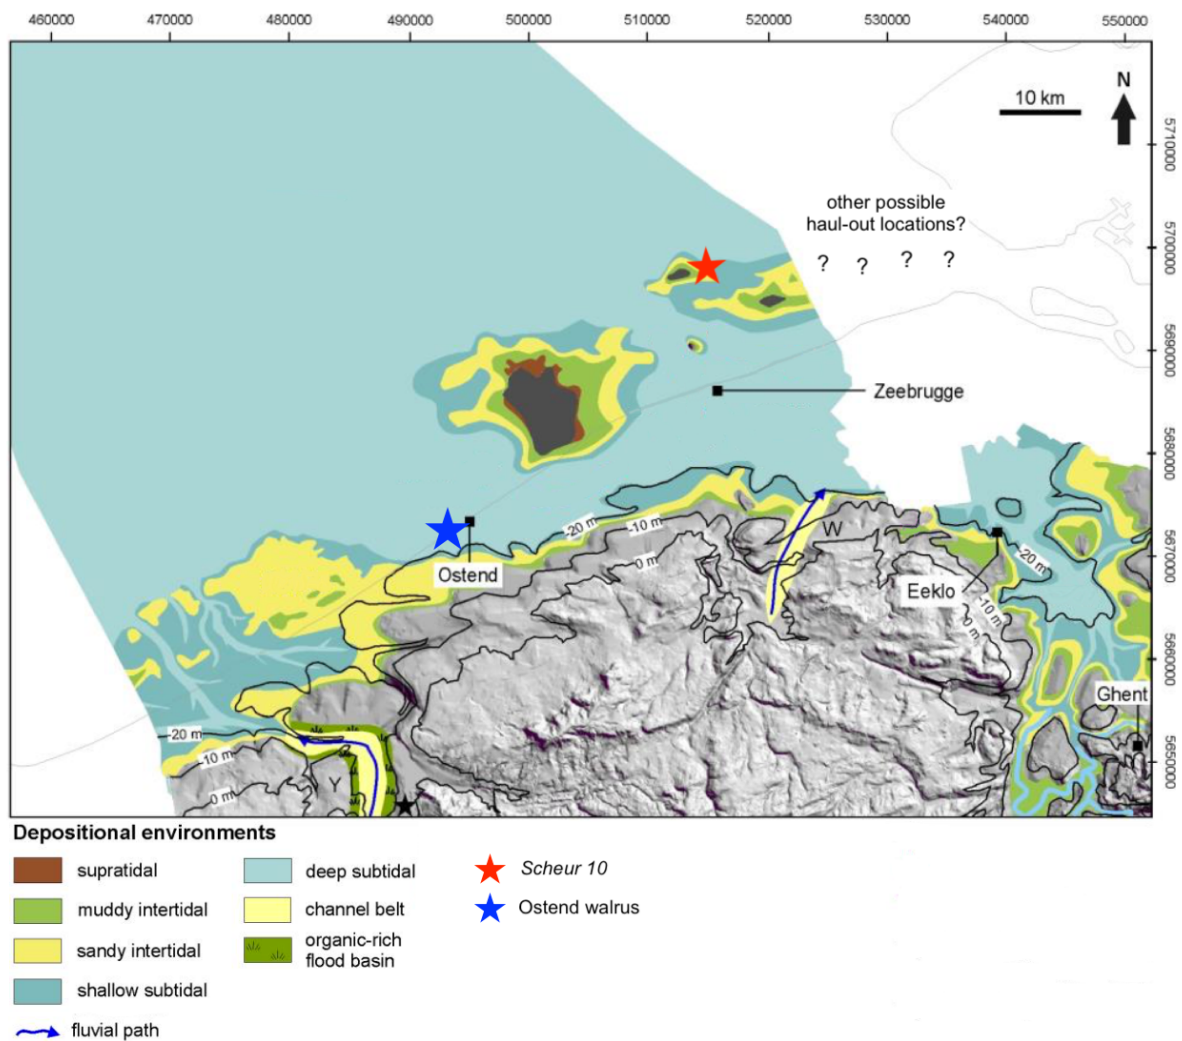 460000 470000 480000 490000 500000 510000 520000 530000 540000 550000
N
10 km
5710000
other possible
haul-out locations?
? ? ? ?
5700000
5690000
Zeebrugge
5680000
-20 m
-10 m
W
Ostend
0 m
5670000
20 m
Eeklo
-10 m
0 m
5660000
Ghent
-20 m
-10 m
5650000
Y
0 m
Depositional environments
supratidal
deep subtidal
Scheur 10
muddy intertidal
channel belt
Ostend walrus
sandy intertidal
organic-rich
flood basin
shallow subtidal
fluvial path